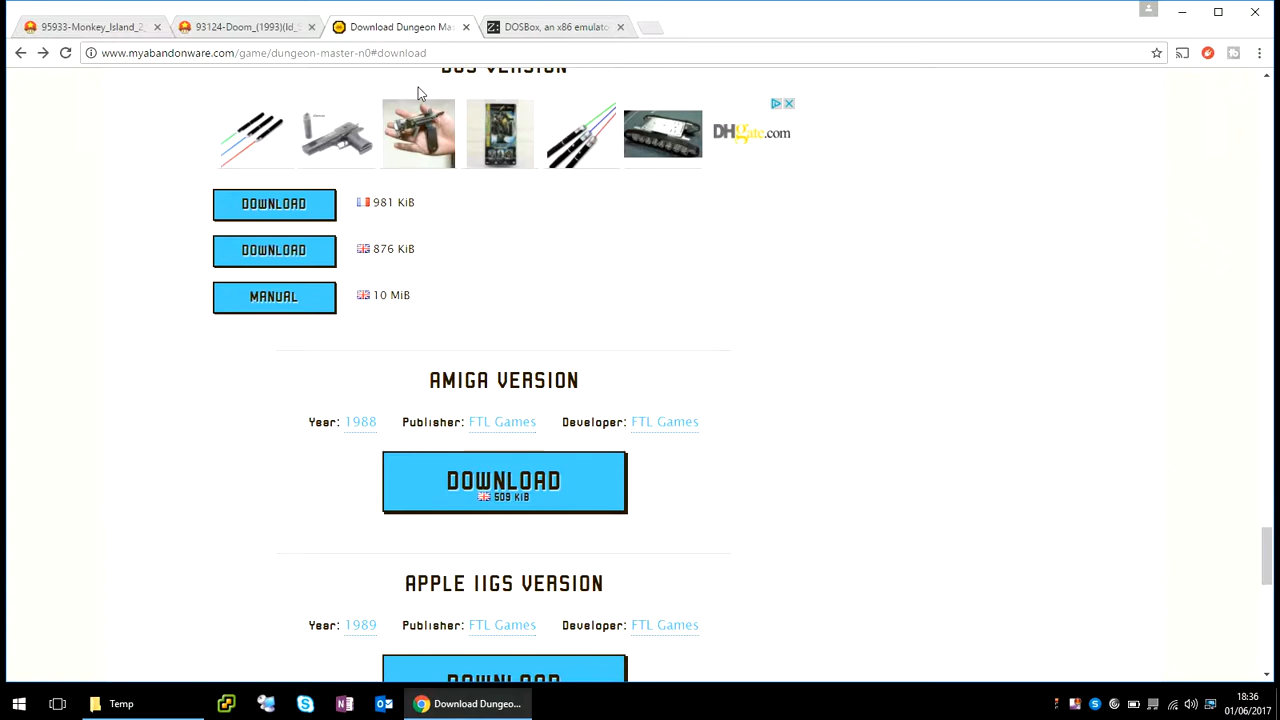 95933-Monkey_Island_2_
93124-Doom_(1993)(Id_S
Download Dungeon Mas
DOSBox, an x86 emulato
www.myabandonware.com/game/dungeon-master-n0#download
DOS VERSION
DHgate.com
DOWNLOAD
981 KiB
DOWNLOAD
876 KiB
MANUAL
10 MiB
AMIGA VERSION
Year: 1988 Publisher: FTL Games Developer: FTL Games
DOWNLOAD
509 KiB
APPLE IIGS VERSION
Year: 1989 Publisher: FTL Games Developer: FTL Games
DOWNLOAD
Temp
Download Dungeo...
18:36
01/06/2017